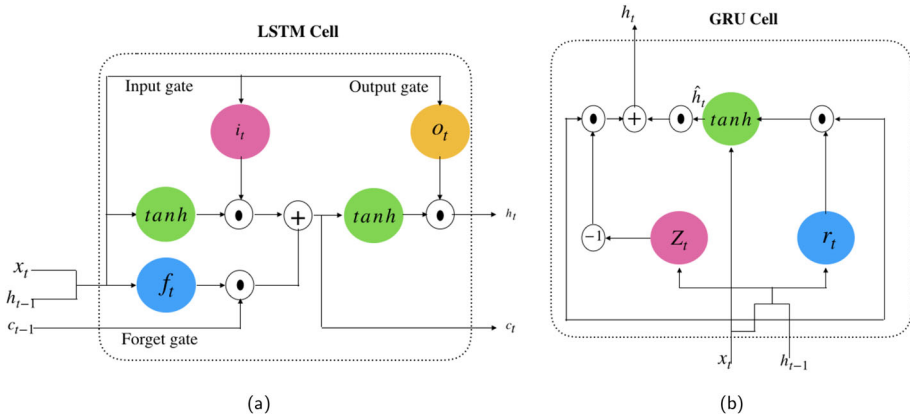 LSTM Cell
Input gate
Output gate
i_t
o_t
tanh
+
tanh
h_t
x_t
f_t
h_{t-1}
c_{t-1}
Forget gate
c_t
(a)
h_t
GRU Cell
ĥ_t
+
tanh
-1
Z_t
r_t
x_t
h_{t-1}
(b)